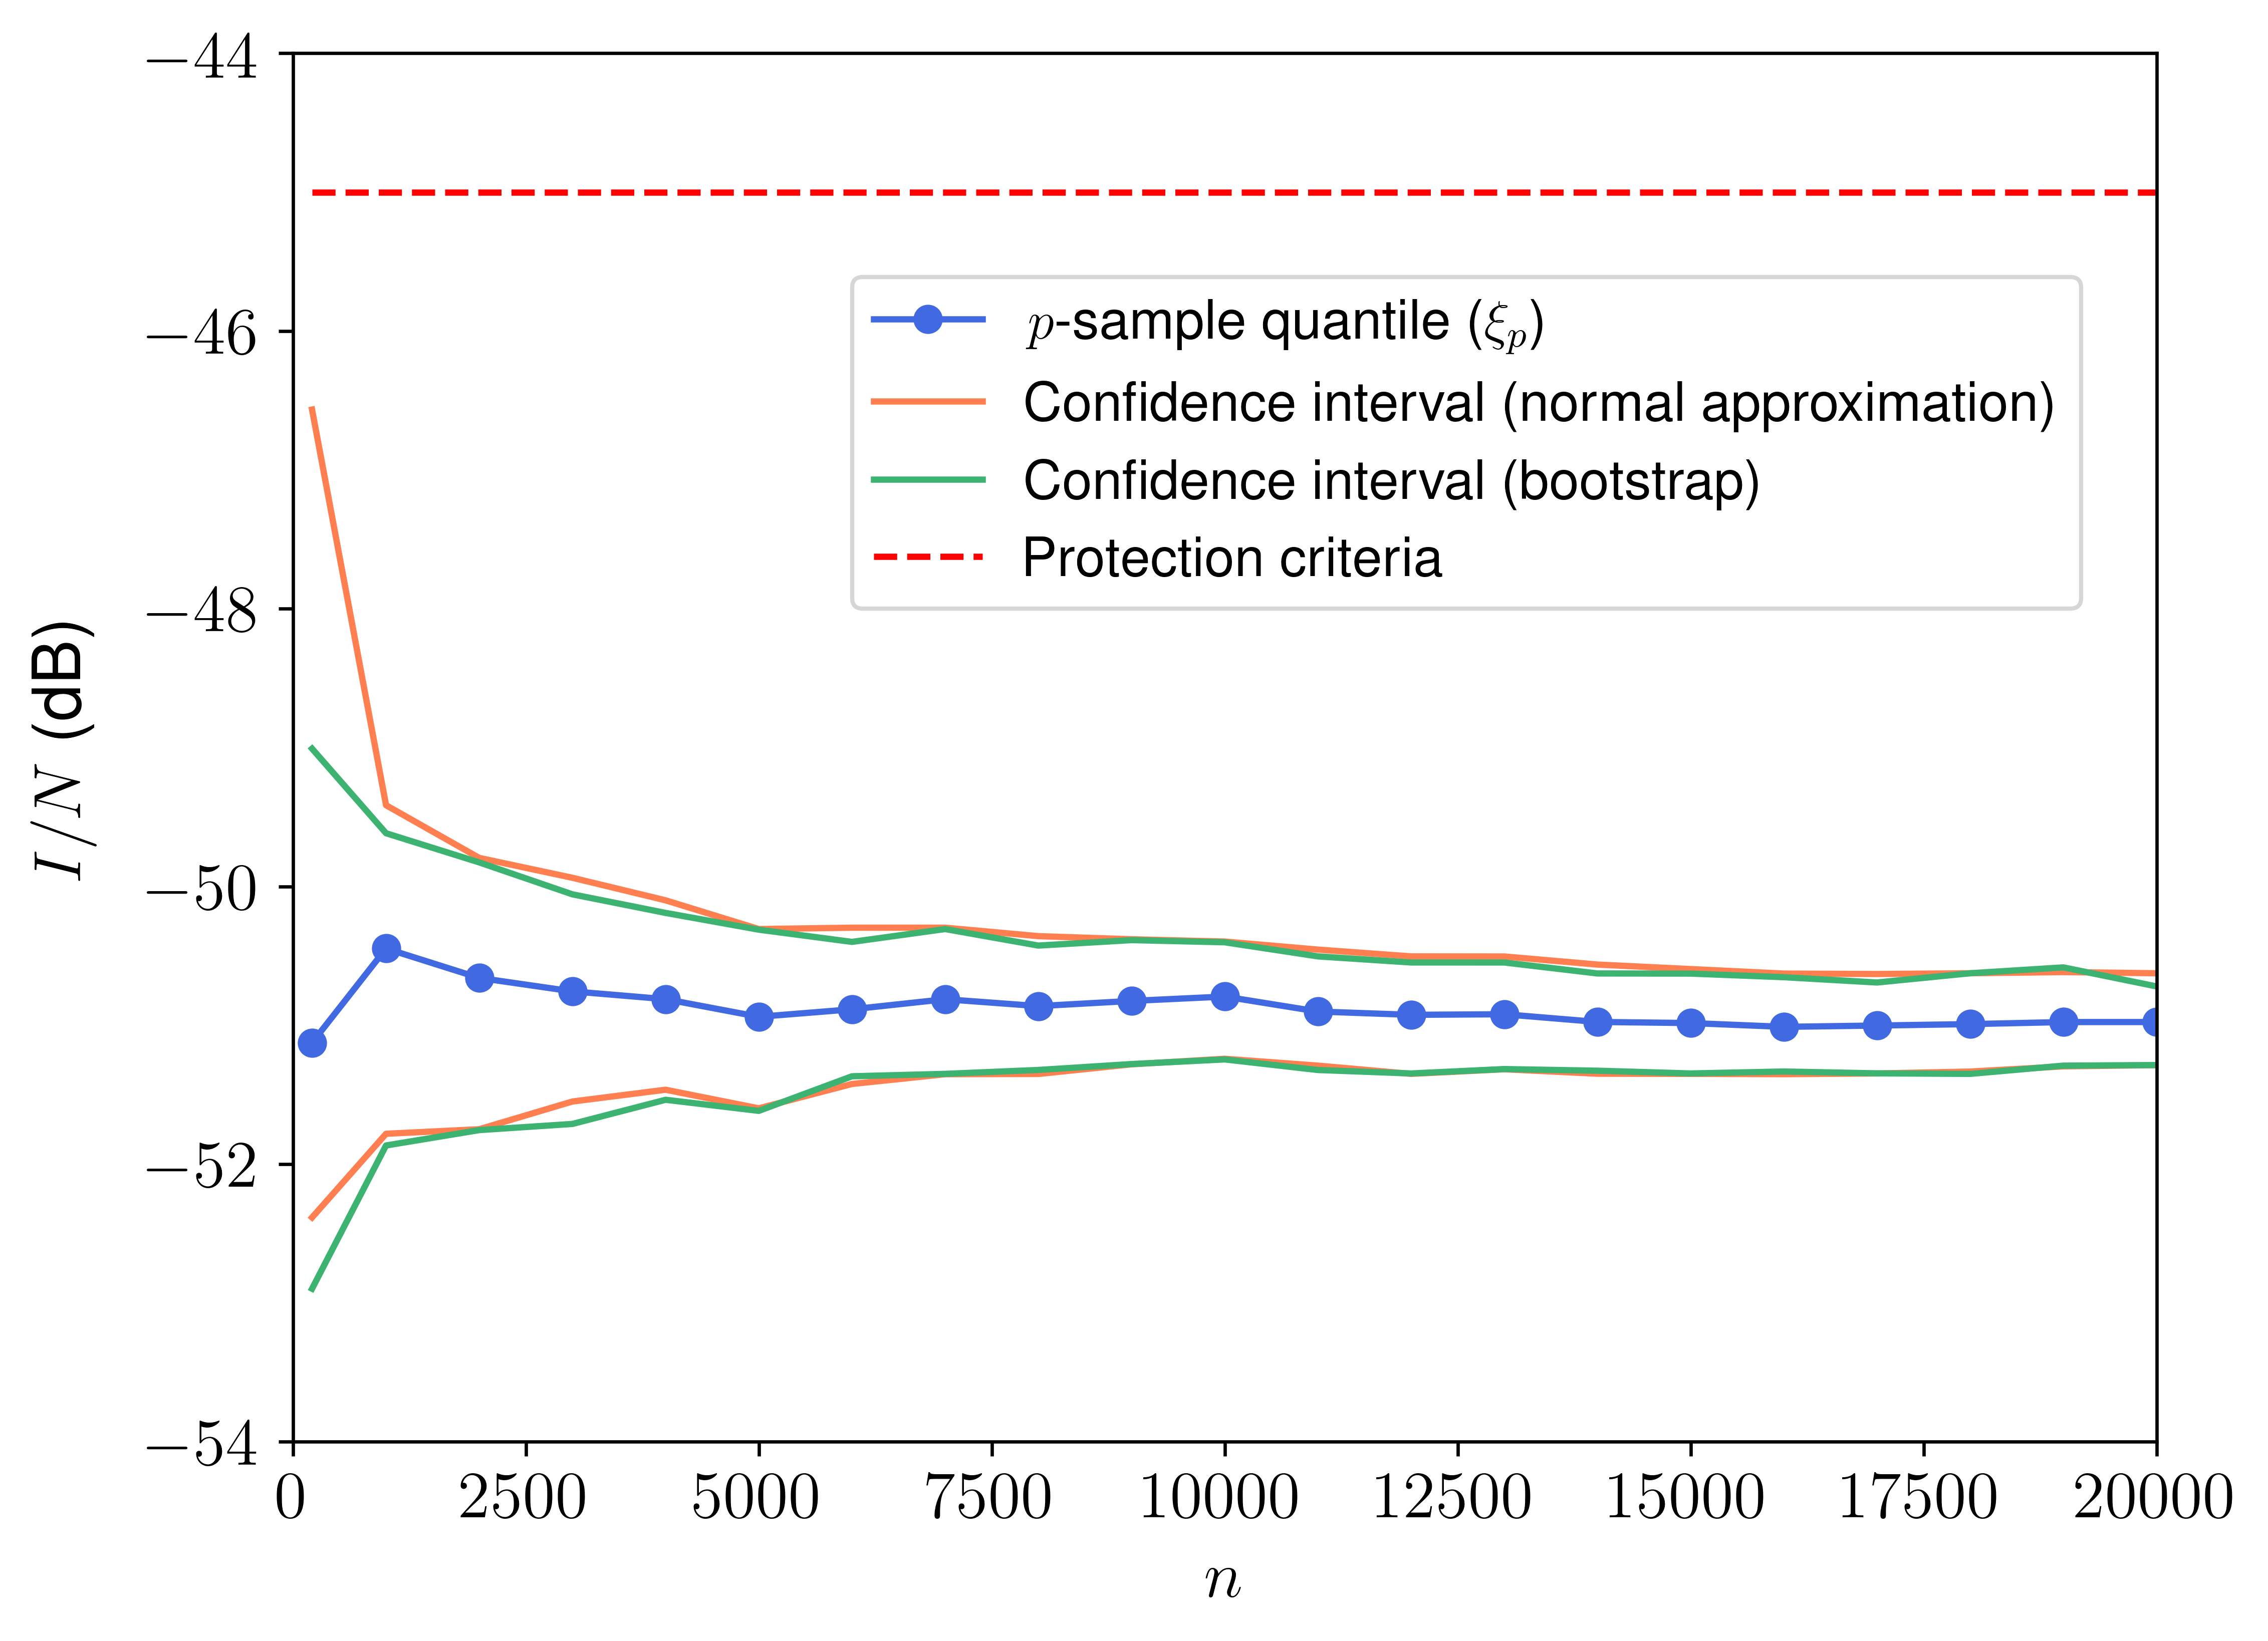 −44
−46
−48
−50
−52
−54
I/N (dB)
p-sample quantile (ξp)
Confidence interval (normal approximation)
Confidence interval (bootstrap)
Protection criteria
0 2500 5000 7500 10000 12500 15000 17500 20000
n